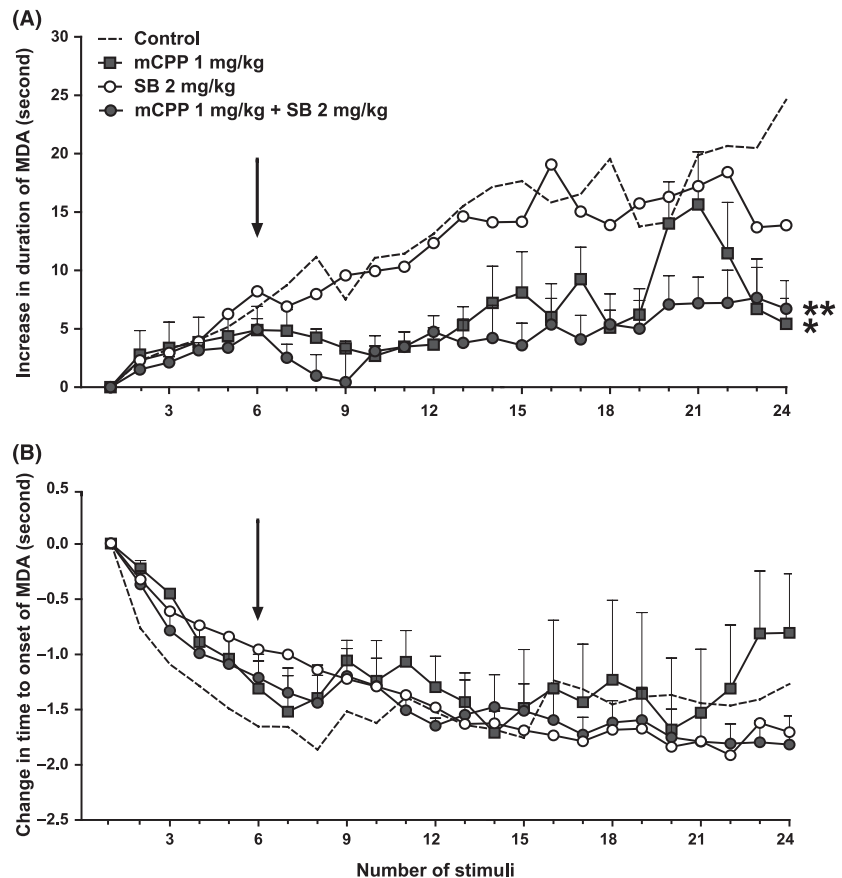 (A)
Increase in duration of MDA (second)
30
25
20
15
10
5
0
Control
mCPP 1 mg/kg
SB 2 mg/kg
mCPP 1 mg/kg + SB 2 mg/kg
**
*
3 6 9 12 15 18 21 24
(B)
Change in time to onset of MDA (second)
0.5
0.0
−0.5
−1.0
−1.5
−2.0
−2.5
3 6 9 12 15 18 21 24
Number of stimuli